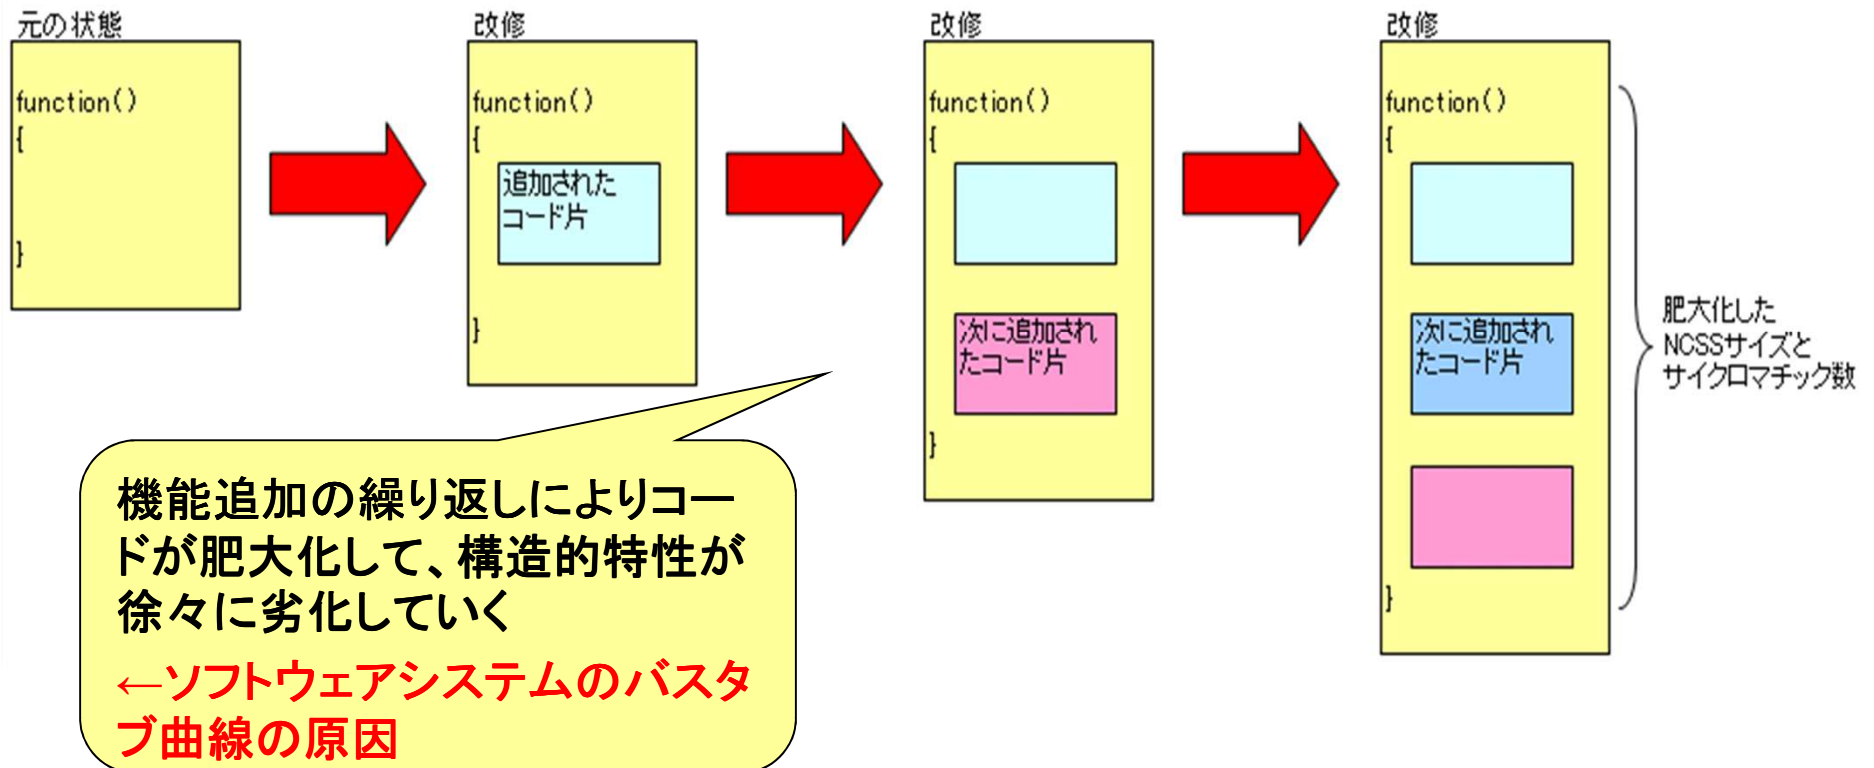 元の状態
function()
{
}
改修
function()
{
追加された
コード片
}
改修
function()
{
次に追加され
たコード片
}
改修
function()
{
次に追加され
たコード片
}
肥大化した
NCSSサイズと
サイクロマチック数
機能追加の繰り返しによりコー
ドが肥大化して、構造的特性が
徐々に劣化していく
←ソフトウェアシステムのバスタ
ブ曲線の原因